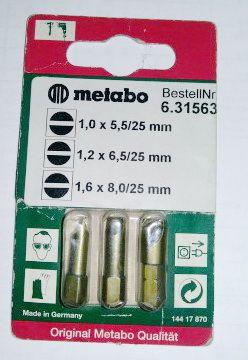 metabo
BestellNr
6.31563
1,0 x 5,5/25 mm
1,2 x 6,5/25 mm
1,6 x 8,0/25 mm
Made in Germany
144 17 870
Original Metabo Qualität